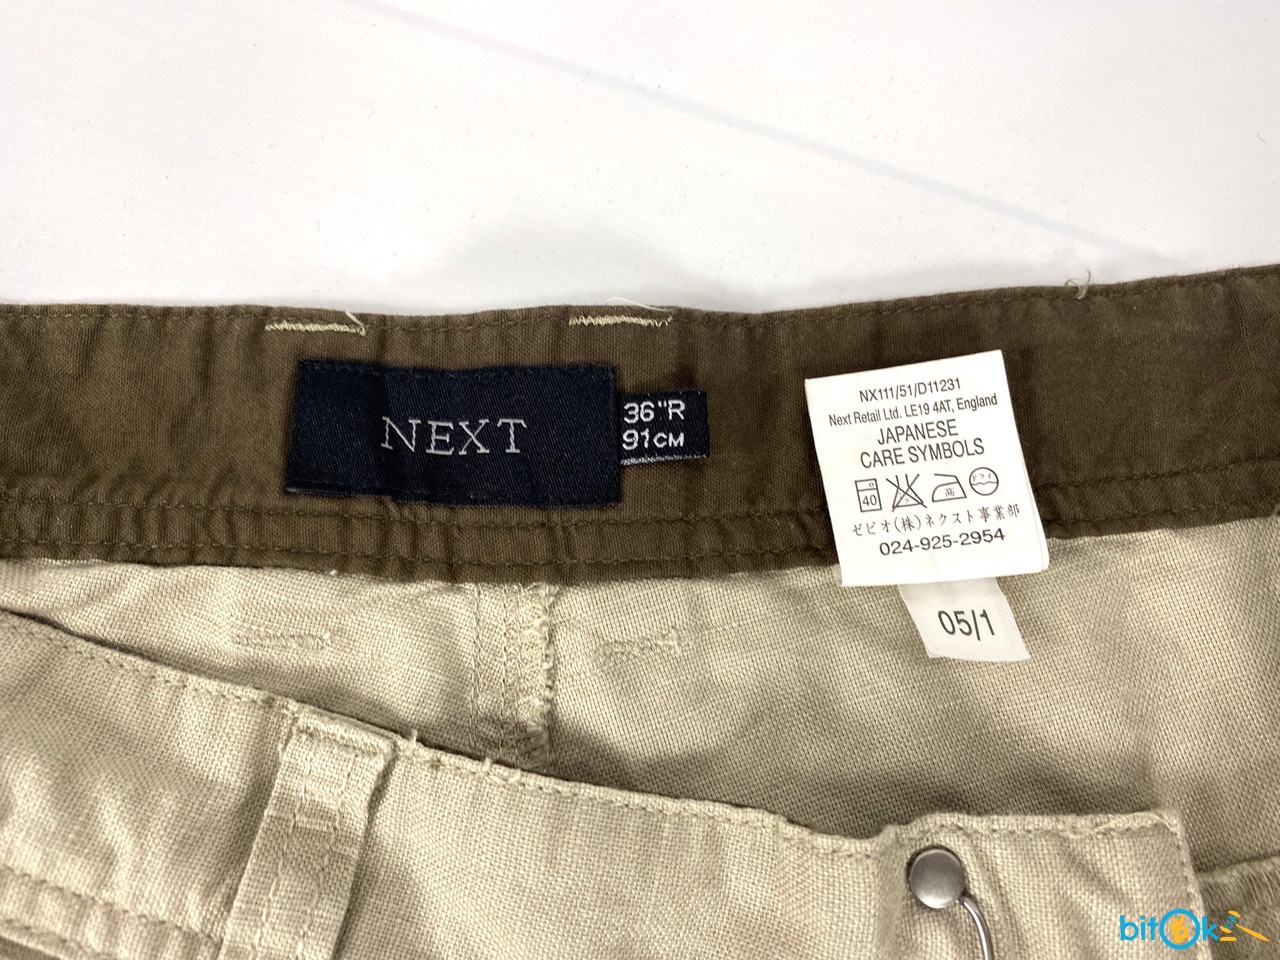 NEXT
36"R
91CM
NX111/51/D11231
Next Retail Ltd. LE19 4AT, England
JAPANESE
CARE SYMBOLS
40 高 ドライ
ゼビオ(株)ネクスト事業部
024-925-2954
05/1
bitOk